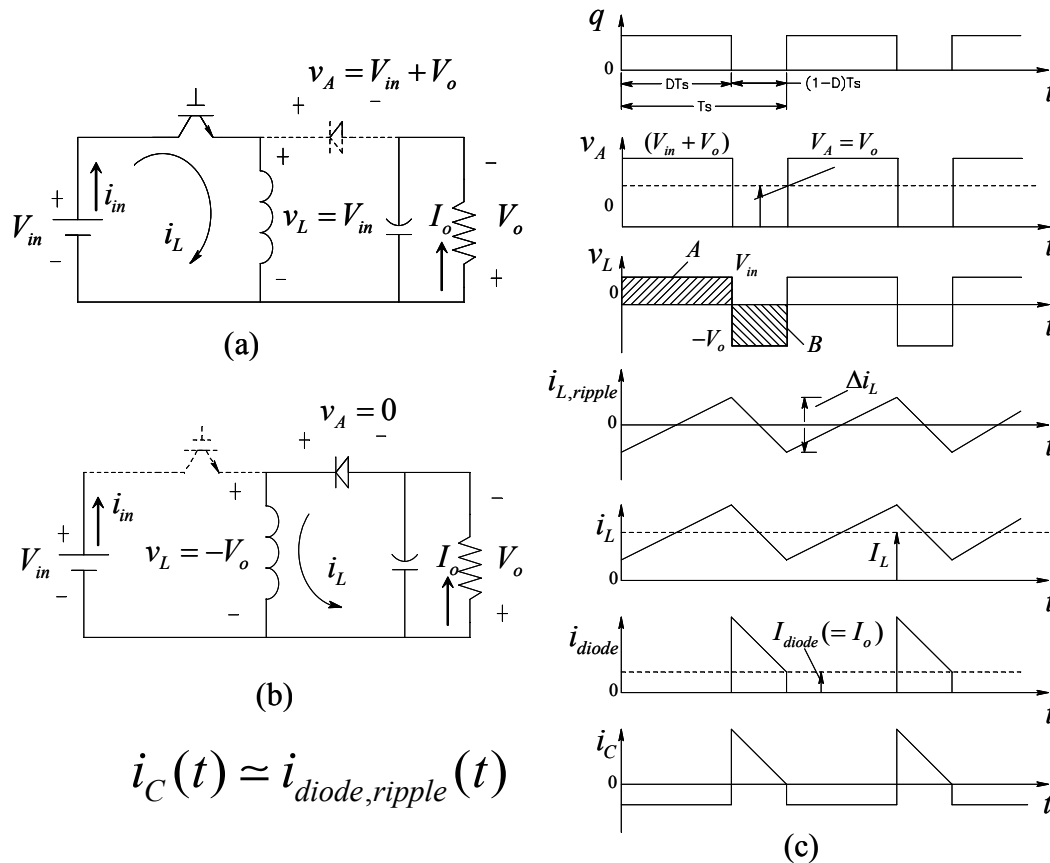 v_A = V_in + V_o
+ −
+ −
i_in
i_L
V_in
+
−
v_L = V_in
+
−
I_o
V_o
−
+
(a)
v_A = 0
+ −
+ −
i_in
V_in
+
−
v_L = −V_o
+
−
i_L
I_o
V_o
−
+
(b)
i_C(t) ≃ i_diode,ripple(t)
q
0
DTs
(1-D)Ts
Ts
t
v_A
(V_in + V_o)
V_A = V_o
0
t
v_L
A
V_in
0
−V_o
B
t
i_L,ripple
Δi_L
0
t
i_L
I_L
0
t
i_diode
I_diode (= I_o)
0
t
i_C
0
t
(c)